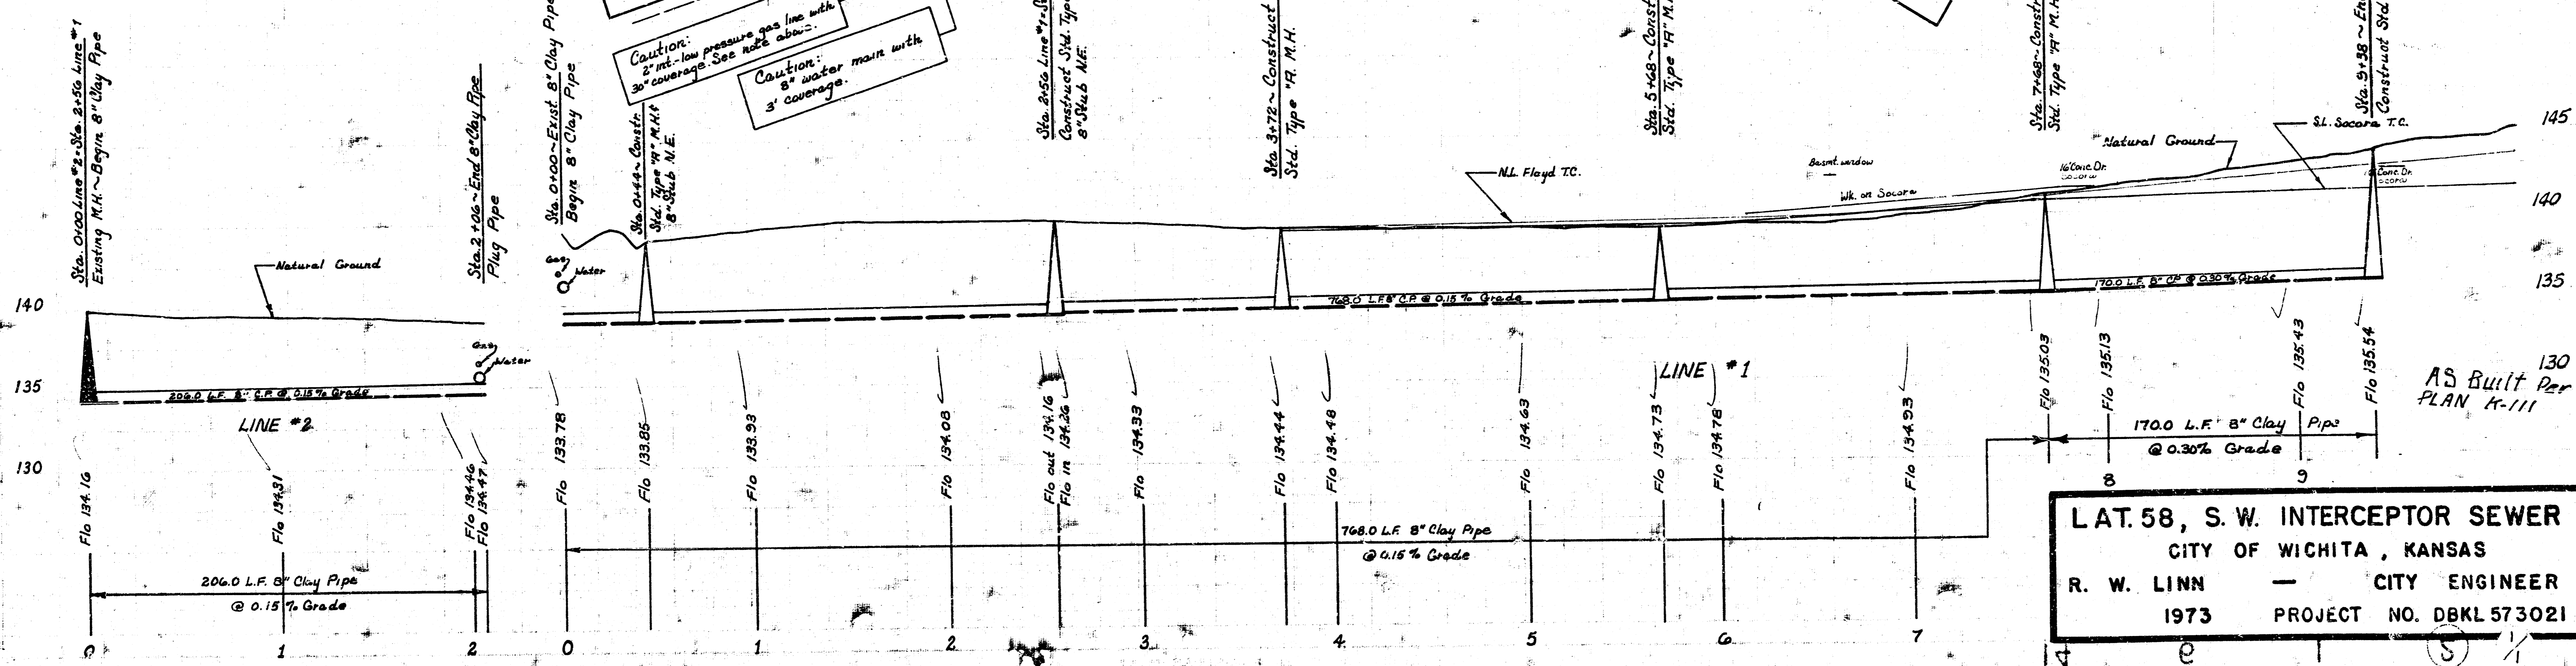 Sta. 0+00 Line #2=Sta. 2+56 Line #1
Existing M.H.~Begin 8" Clay Pipe
Sta. 2+06~End 8" Clay Pipe
Plug Pipe
Sta. 0+00~Exist. 8" Clay Pipe
Begin 8" Clay Pipe
Sta. 0+44~Constr.
Std. Type "A" M.H. &
8" Stub N.E.
Caution:
2" int.-low pressure gas line with
30" coverage. See note above.
Caution:
8" water main with
3' coverage.
Sta. 2+56 Line #1=
Construct Std. Type
8" Stub N.E.
Sta 3+72~Construct
Std. Type "A. M.H.
Sta. 5+68~Const
Std. Type "A" M.
Sta. 7+68~Constr
Std. Type "A" M.H.
Sta. 9+38~En
Construct Std
145
140
135
130
140
135
130
Natural Ground
Gas
Water
206.0 L.F. 8" C.P. @ 0.15% Grade
LINE #2
Gas
Water
N.L. Floyd T.C.
Basmt. window
Wk. on Socora
16' Conc. Dr.
Socora
Natural Ground
S.L. Socora T.C.
Conc. Dr.
Socora
768.0 L.F. 8" C.P. @ 0.15% Grade
170.0 L.F. 8" C.P. @ 0.30% Grade
LINE #1
AS Built Per
PLAN K-111
Flo 134.16
Flo 134.31
Flo 134.46
Flo 134.47
Flo 133.78
Flo 133.85
Flo 133.93
Flo 134.08
Flo out 134.16
Flo in 134.26
Flo 134.33
Flo 134.44
Flo 134.48
Flo 134.63
Flo 134.73
Flo 134.78
Flo 134.93
Flo 135.03
Flo 135.13
Flo 135.43
Flo 135.54
206.0 L.F. 8" Clay Pipe
@ 0.15% Grade
768.0 L.F. 8" Clay Pipe
@ 0.15% Grade
170.0 L.F. 8" Clay Pipe
@ 0.30% Grade
0 1 2 0 1 2 3 4 5 6 7 8 9
LAT. 58, S. W. INTERCEPTOR SEWER
CITY OF WICHITA, KANSAS
R. W. LINN — CITY ENGINEER
1973 PROJECT NO. DBKL 573021
5 1/1